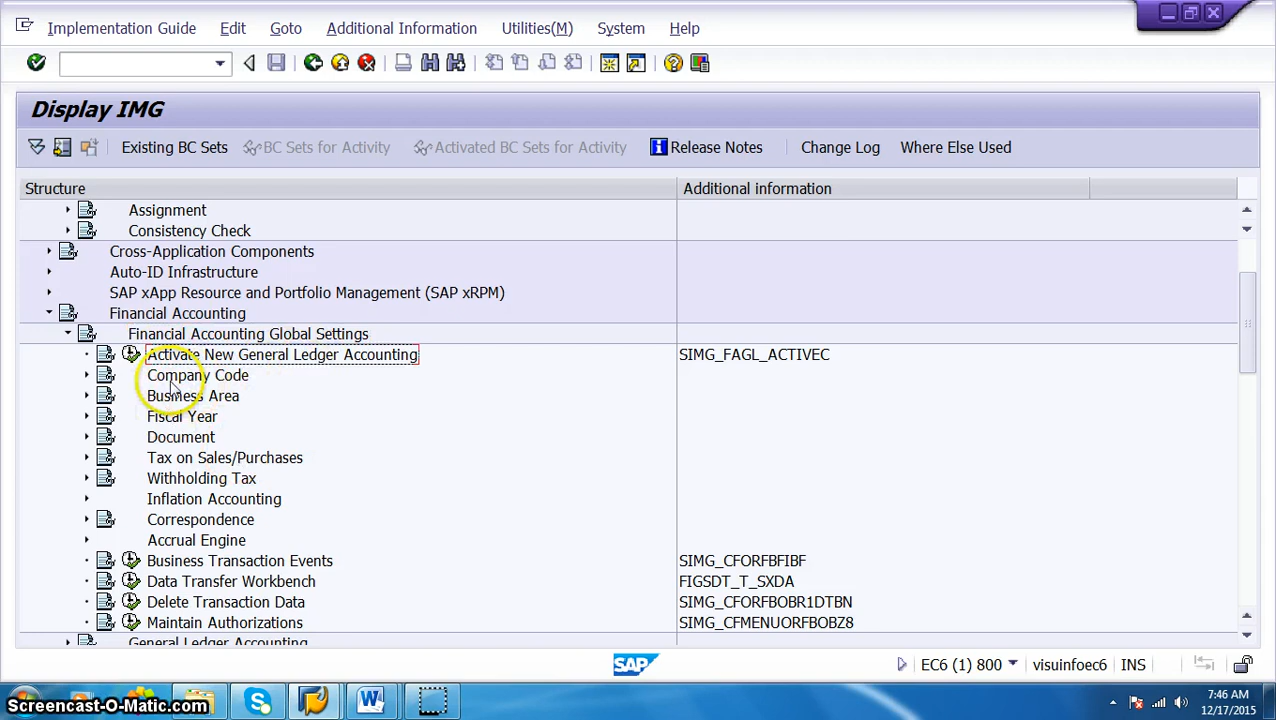 Implementation Guide Edit Goto Additional Information Utilities(M) System Help
Display IMG
Existing BC Sets BC Sets for Activity Activated BC Sets for Activity Release Notes Change Log Where Else Used
Structure Additional information
Assignment
Consistency Check
Cross-Application Components
Auto-ID Infrastructure
SAP xApp Resource and Portfolio Management (SAP xRPM)
Financial Accounting
Financial Accounting Global Settings
Activate New General Ledger Accounting SIMG_FAGL_ACTIVEC
Company Code
Business Area
Fiscal Year
Document
Tax on Sales/Purchases
Withholding Tax
Inflation Accounting
Correspondence
Accrual Engine
Business Transaction Events SIMG_CFORFBFIBF
Data Transfer Workbench FIGSDT_T_SXDA
Delete Transaction Data SIMG_CFORFBOBR1DTBN
Maintain Authorizations SIMG_CFMENUORFBOBZ8
General Ledger Accounting
SAP EC6 (1) 800 visuinfoec6 INS
Screencast-O-Matic.com
7:46 AM
12/17/2015